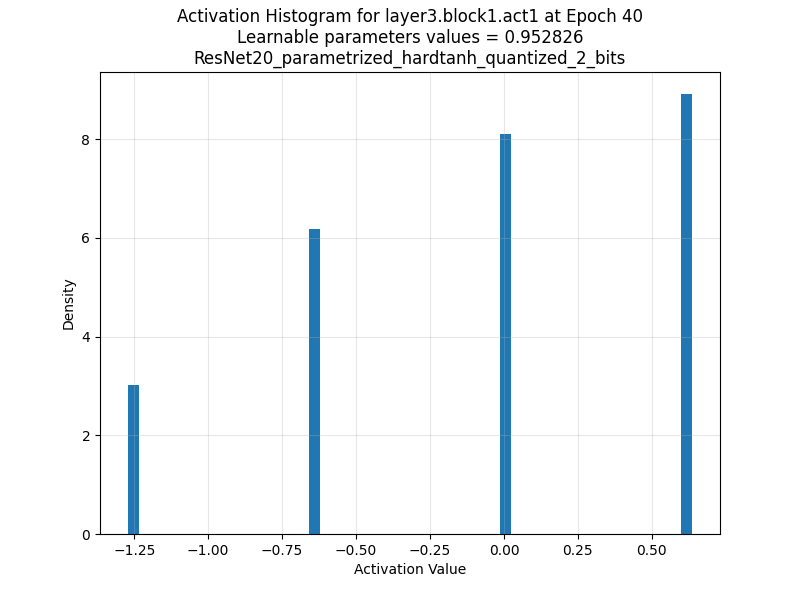 Activation Histogram for layer3.block1.act1 at Epoch 40
Learnable parameters values = 0.952826
ResNet20_parametrized_hardtanh_quantized_2_bits
8
6
4
2
0
Density
−1.25 −1.00 −0.75 −0.50 −0.25 0.00 0.25 0.50
Activation Value